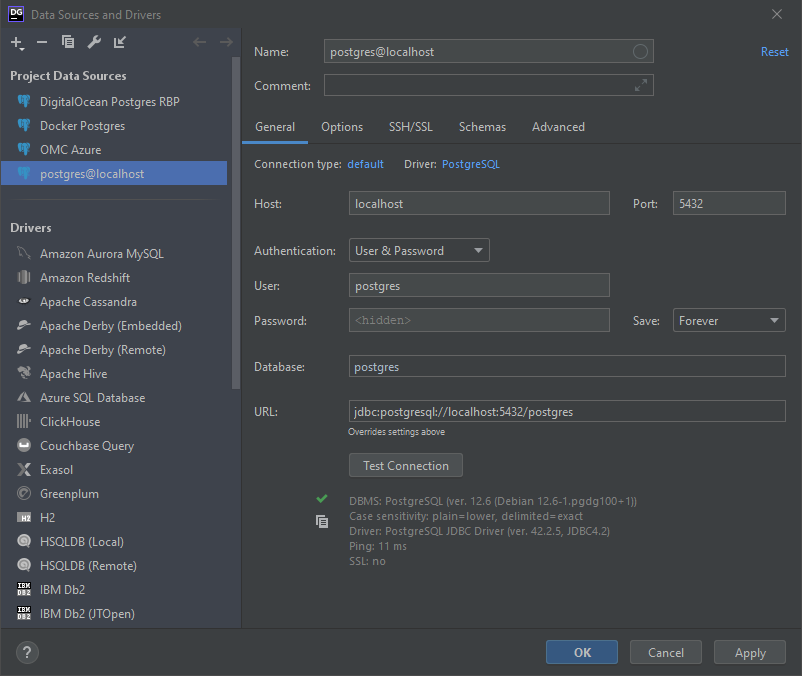 DG Data Sources and Drivers
Project Data Sources
DigitalOcean Postgres RBP
Docker Postgres
OMC Azure
postgres@localhost
Drivers
Amazon Aurora MySQL
Amazon Redshift
Apache Cassandra
Apache Derby (Embedded)
Apache Derby (Remote)
Apache Hive
Azure SQL Database
ClickHouse
Couchbase Query
Exasol
Greenplum
H2 H2
HSQLDB (Local)
HSQLDB (Remote)
IBM DB2 IBM Db2
IBM DB2 IBM Db2 (JTOpen)
Name: postgres@localhost Reset
Comment:
General Options SSH/SSL Schemas Advanced
Connection type: default Driver: PostgreSQL
Host: localhost Port: 5432
Authentication: User & Password
User: postgres
Password: <hidden> Save: Forever
Database: postgres
URL: jdbc:postgresql://localhost:5432/postgres
Overrides settings above
Test Connection
DBMS: PostgreSQL (ver. 12.6 (Debian 12.6-1.pgdg100+1))
Case sensitivity: plain=lower, delimited=exact
Driver: PostgreSQL JDBC Driver (ver. 42.2.5, JDBC4.2)
Ping: 11 ms
SSL: no
? OK Cancel Apply